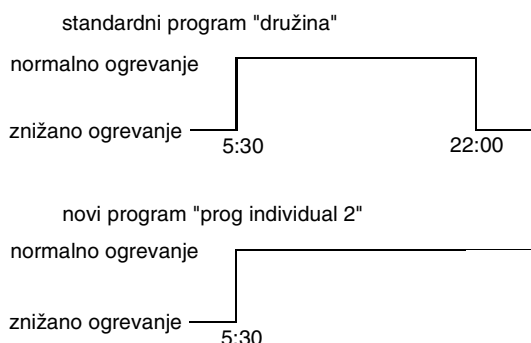 standardni program "družina"
normalno ogrevanje
znižano ogrevanje
5:30 22:00
novi program "prog individual 2"
normalno ogrevanje
znižano ogrevanje
5:30